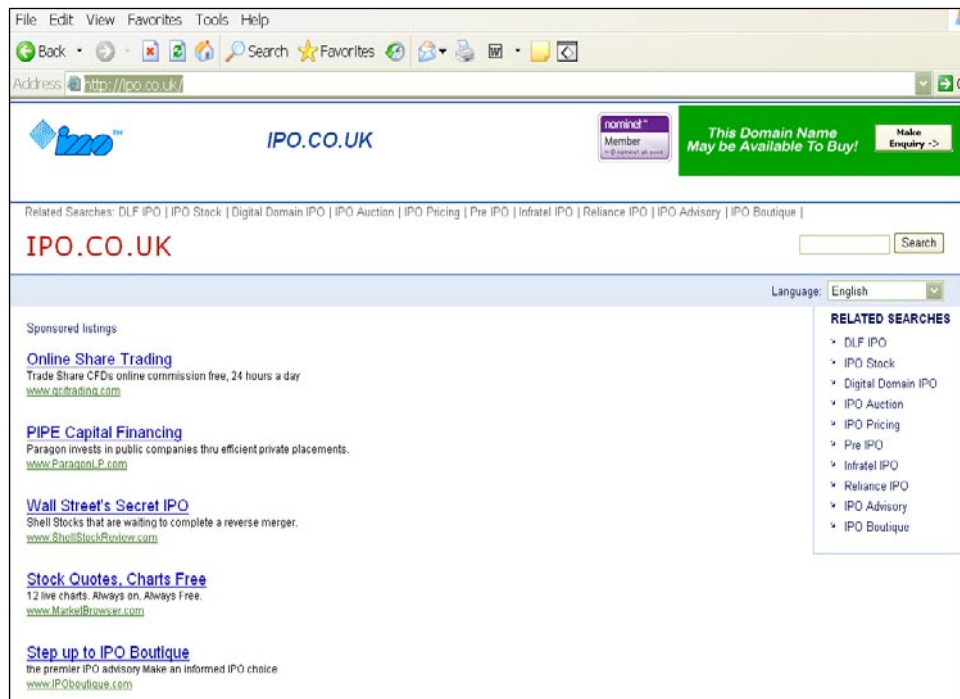 File Edit View Favorites Tools Help
Back Search Favorites
Address http://ipo.co.uk/
imo™ IPO.CO.UK
nominet™
Member
This Domain Name
May be Available To Buy!
Make
Enquiry ->
Related Searches: DLF IPO | IPO Stock | Digital Domain IPO | IPO Auction | IPO Pricing | Pre IPO | Infratel IPO | Reliance IPO | IPO Advisory | IPO Boutique |
IPO.CO.UK
Search
Language: English
Sponsored listings
Online Share Trading
Trade Share CFDs online commission free, 24 hours a day
www.gcitrading.com
PIPE Capital Financing
Paragon invests in public companies thru efficient private placements.
www.ParagonLP.com
Wall Street's Secret IPO
Shell Stocks that are waiting to complete a reverse merger.
www.ShellStockReview.com
Stock Quotes, Charts Free
12 live charts. Always on. Always Free.
www.MarketBrowser.com
Step up to IPO Boutique
the premier IPO advisory Make an informed IPO choice
www.IPOboutique.com
RELATED SEARCHES
DLF IPO
IPO Stock
Digital Domain IPO
IPO Auction
IPO Pricing
Pre IPO
Infratel IPO
Reliance IPO
IPO Advisory
IPO Boutique